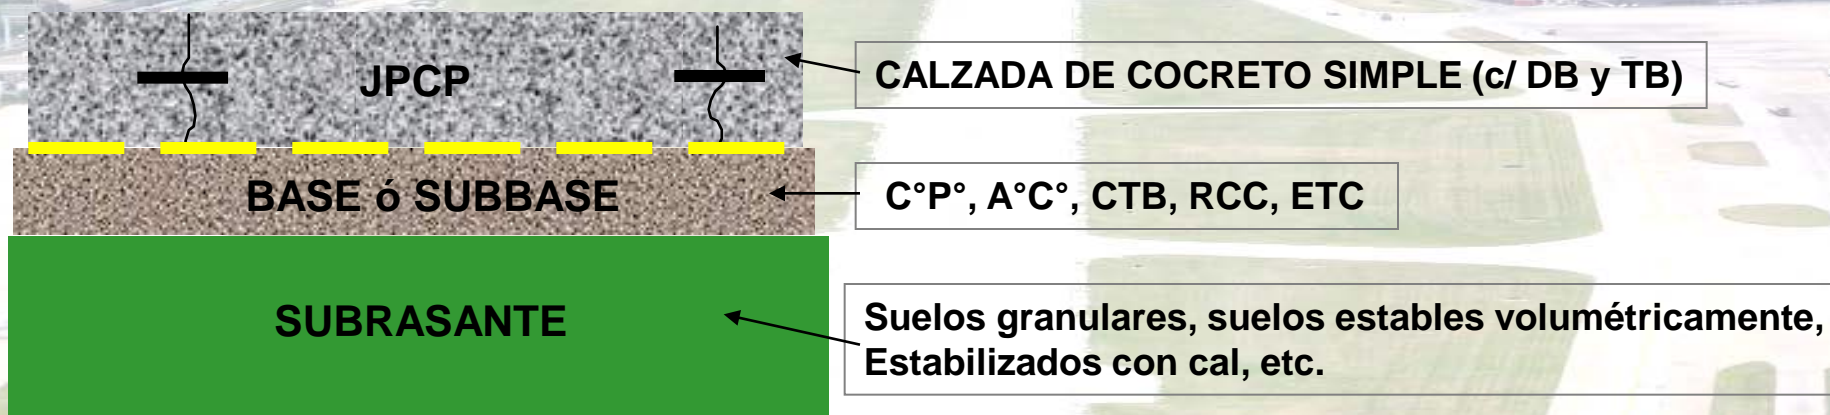 JPCP
CALZADA DE COCRETO SIMPLE (c/ DB y TB)
BASE ó SUBBASE
C°P°, A°C°, CTB, RCC, ETC
SUBRASANTE
Suelos granulares, suelos estables volumétricamente,
Estabilizados con cal, etc.